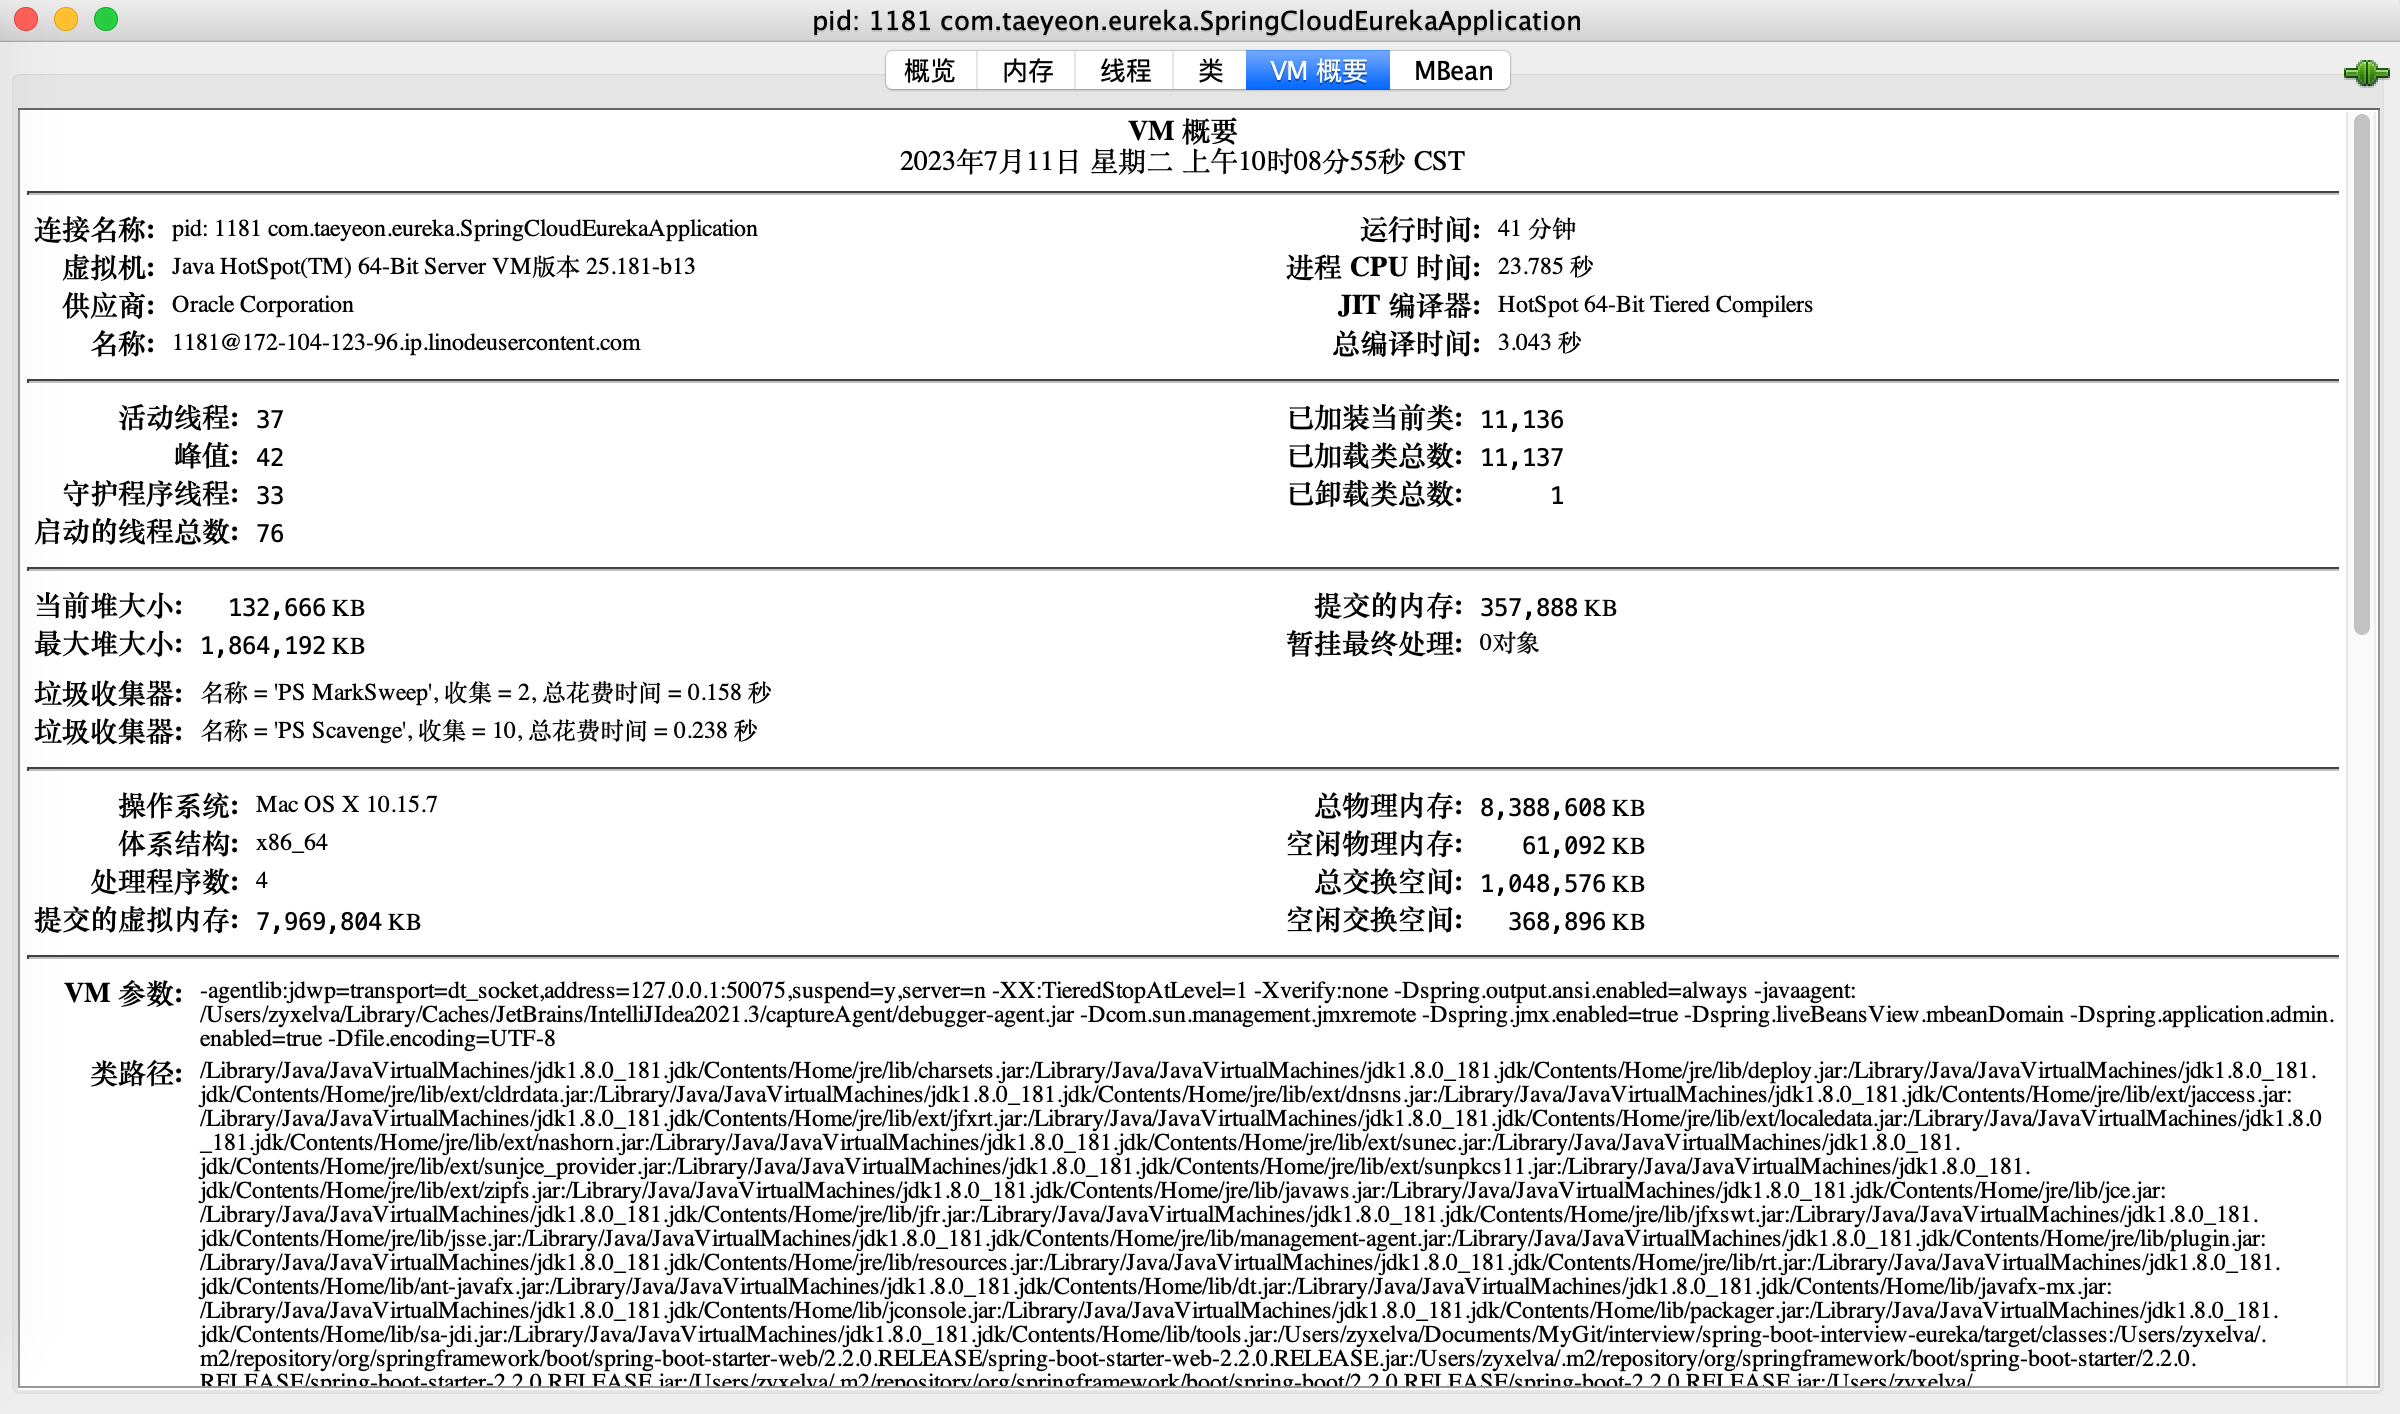 pid: 1181 com.taeyeon.eureka.SpringCloudEurekaApplication
概览 内存 线程 类 VM 概要 MBean
VM 概要
2023年7月11日 星期二 上午10时08分55秒 CST
连接名称: pid: 1181 com.taeyeon.eureka.SpringCloudEurekaApplication 运行时间: 41 分钟
虚拟机: Java HotSpot(TM) 64-Bit Server VM版本 25.181-b13 进程 CPU 时间: 23.785 秒
供应商: Oracle Corporation JIT 编译器: HotSpot 64-Bit Tiered Compilers
名称: 1181@172-104-123-96.ip.linodeusercontent.com 总编译时间: 3.043 秒
活动线程: 37 已加装当前类: 11,136
峰值: 42 已加载类总数: 11,137
守护程序线程: 33 已卸载类总数: 1
启动的线程总数: 76
当前堆大小: 132,666 KB 提交的内存: 357,888 KB
最大堆大小: 1,864,192 KB 暂挂最终处理: 0对象
垃圾收集器: 名称 = 'PS MarkSweep', 收集 = 2, 总花费时间 = 0.158 秒
垃圾收集器: 名称 = 'PS Scavenge', 收集 = 10, 总花费时间 = 0.238 秒
操作系统: Mac OS X 10.15.7 总物理内存: 8,388,608 KB
体系结构: x86_64 空闲物理内存: 61,092 KB
处理程序数: 4 总交换空间: 1,048,576 KB
提交的虚拟内存: 7,969,804 KB 空闲交换空间: 368,896 KB
VM 参数: -agentlib:jdwp=transport=dt_socket,address=127.0.0.1:50075,suspend=y,server=n -XX:TieredStopAtLevel=1 -Xverify:none -Dspring.output.ansi.enabled=always -javaagent:
/Users/zyxelva/Library/Caches/JetBrains/IntelliJIdea2021.3/captureAgent/debugger-agent.jar -Dcom.sun.management.jmxremote -Dspring.jmx.enabled=true -Dspring.liveBeansView.mbeanDomain -Dspring.application.admin.
enabled=true -Dfile.encoding=UTF-8
类路径: /Library/Java/JavaVirtualMachines/jdk1.8.0_181.jdk/Contents/Home/jre/lib/charsets.jar:/Library/Java/JavaVirtualMachines/jdk1.8.0_181.jdk/Contents/Home/jre/lib/deploy.jar:/Library/Java/JavaVirtualMachines/jdk1.8.0_181.
jdk/Contents/Home/jre/lib/ext/cldrdata.jar:/Library/Java/JavaVirtualMachines/jdk1.8.0_181.jdk/Contents/Home/jre/lib/ext/dnsns.jar:/Library/Java/JavaVirtualMachines/jdk1.8.0_181.jdk/Contents/Home/jre/lib/ext/jaccess.jar:
/Library/Java/JavaVirtualMachines/jdk1.8.0_181.jdk/Contents/Home/jre/lib/ext/jfxrt.jar:/Library/Java/JavaVirtualMachines/jdk1.8.0_181.jdk/Contents/Home/jre/lib/ext/localedata.jar:/Library/Java/JavaVirtualMachines/jdk1.8.0
_181.jdk/Contents/Home/jre/lib/ext/nashorn.jar:/Library/Java/JavaVirtualMachines/jdk1.8.0_181.jdk/Contents/Home/jre/lib/ext/sunec.jar:/Library/Java/JavaVirtualMachines/jdk1.8.0_181.
jdk/Contents/Home/jre/lib/ext/sunjce_provider.jar:/Library/Java/JavaVirtualMachines/jdk1.8.0_181.jdk/Contents/Home/jre/lib/ext/sunpkcs11.jar:/Library/Java/JavaVirtualMachines/jdk1.8.0_181.
jdk/Contents/Home/jre/lib/ext/zipfs.jar:/Library/Java/JavaVirtualMachines/jdk1.8.0_181.jdk/Contents/Home/jre/lib/javaws.jar:/Library/Java/JavaVirtualMachines/jdk1.8.0_181.jdk/Contents/Home/jre/lib/jce.jar:
/Library/Java/JavaVirtualMachines/jdk1.8.0_181.jdk/Contents/Home/jre/lib/jfr.jar:/Library/Java/JavaVirtualMachines/jdk1.8.0_181.jdk/Contents/Home/jre/lib/jfxswt.jar:/Library/Java/JavaVirtualMachines/jdk1.8.0_181.
jdk/Contents/Home/jre/lib/jsse.jar:/Library/Java/JavaVirtualMachines/jdk1.8.0_181.jdk/Contents/Home/jre/lib/management-agent.jar:/Library/Java/JavaVirtualMachines/jdk1.8.0_181.jdk/Contents/Home/jre/lib/plugin.jar:
/Library/Java/JavaVirtualMachines/jdk1.8.0_181.jdk/Contents/Home/jre/lib/resources.jar:/Library/Java/JavaVirtualMachines/jdk1.8.0_181.jdk/Contents/Home/jre/lib/rt.jar:/Library/Java/JavaVirtualMachines/jdk1.8.0_181.
jdk/Contents/Home/lib/ant-javafx.jar:/Library/Java/JavaVirtualMachines/jdk1.8.0_181.jdk/Contents/Home/lib/dt.jar:/Library/Java/JavaVirtualMachines/jdk1.8.0_181.jdk/Contents/Home/lib/javafx-mx.jar:
/Library/Java/JavaVirtualMachines/jdk1.8.0_181.jdk/Contents/Home/lib/jconsole.jar:/Library/Java/JavaVirtualMachines/jdk1.8.0_181.jdk/Contents/Home/lib/packager.jar:/Library/Java/JavaVirtualMachines/jdk1.8.0_181.
jdk/Contents/Home/lib/sa-jdi.jar:/Library/Java/JavaVirtualMachines/jdk1.8.0_181.jdk/Contents/Home/lib/tools.jar:/Users/zyxelva/Documents/MyGit/interview/spring-boot-interview-eureka/target/classes:/Users/zyxelva/.
m2/repository/org/springframework/boot/spring-boot-starter-web/2.2.0.RELEASE/spring-boot-starter-web-2.2.0.RELEASE.jar:/Users/zyxelva/.m2/repository/org/springframework/boot/spring-boot-starter/2.2.0.
RELEASE/spring-boot-starter-2.2.0.RELEASE.jar:/Users/zyxelva/.m2/repository/org/springframework/boot/spring-boot/2.2.0.RELEASE/spring-boot-2.2.0.RELEASE.jar:/Users/zyxelva/